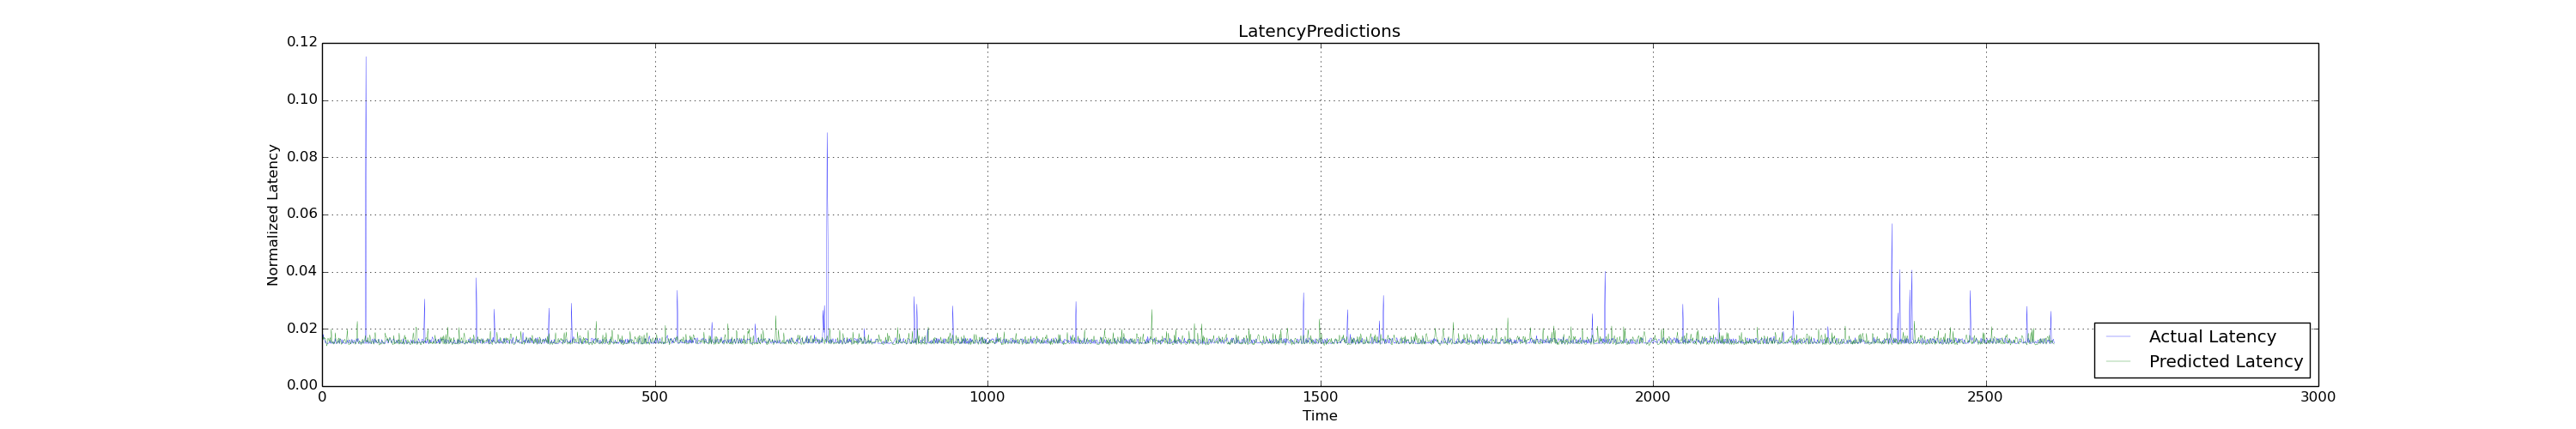 LatencyPredictions
0.12
0.10
0.08
0.06
0.04
0.02
0.00
Normalized Latency
0
500
1000
1500
2000
2500
3000
Time
Actual Latency
Predicted Latency